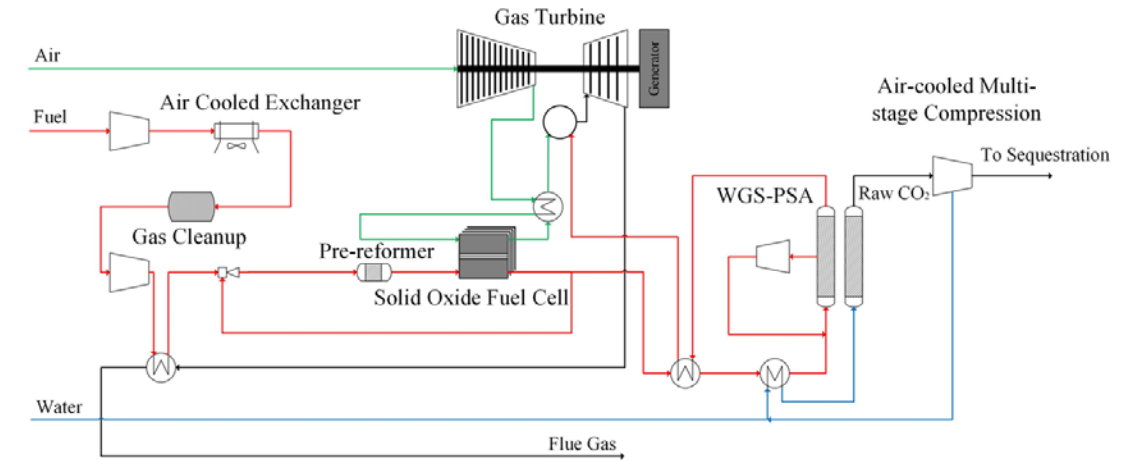 Gas Turbine
Generator
Air
Air-cooled Multi-
stage Compression
Air Cooled Exchanger
Fuel
To Sequestration
WGS-PSA
Raw CO₂
Gas Cleanup
Pre-reformer
Solid Oxide Fuel Cell
Water
Flue Gas